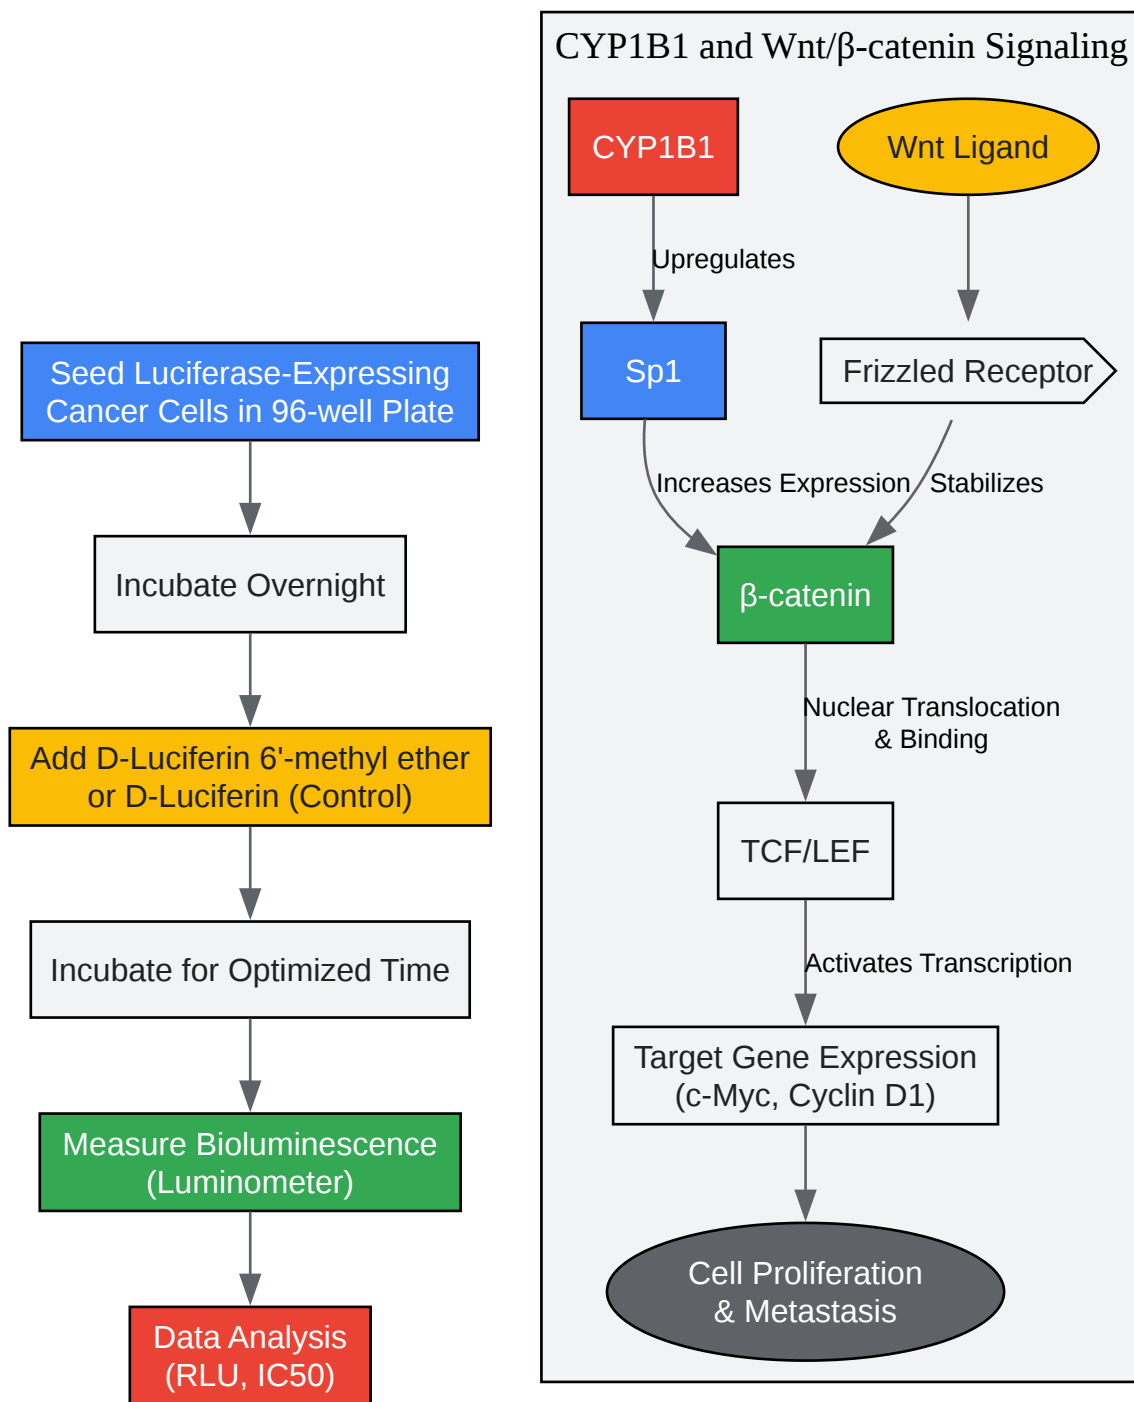 Seed Luciferase-Expressing
Cancer Cells in 96-well Plate
Incubate Overnight
Add D-Luciferin 6'-methyl ether
or D-Luciferin (Control)
Incubate for Optimized Time
Measure Bioluminescence
(Luminometer)
Data Analysis
(RLU, IC50)
CYP1B1 and Wnt/β-catenin Signaling
CYP1B1
Wnt Ligand
Upregulates
Sp1
Frizzled Receptor
Increases Expression
Stabilizes
β-catenin
Nuclear Translocation
& Binding
TCF/LEF
Activates Transcription
Target Gene Expression
(c-Myc, Cyclin D1)
Cell Proliferation
& Metastasis